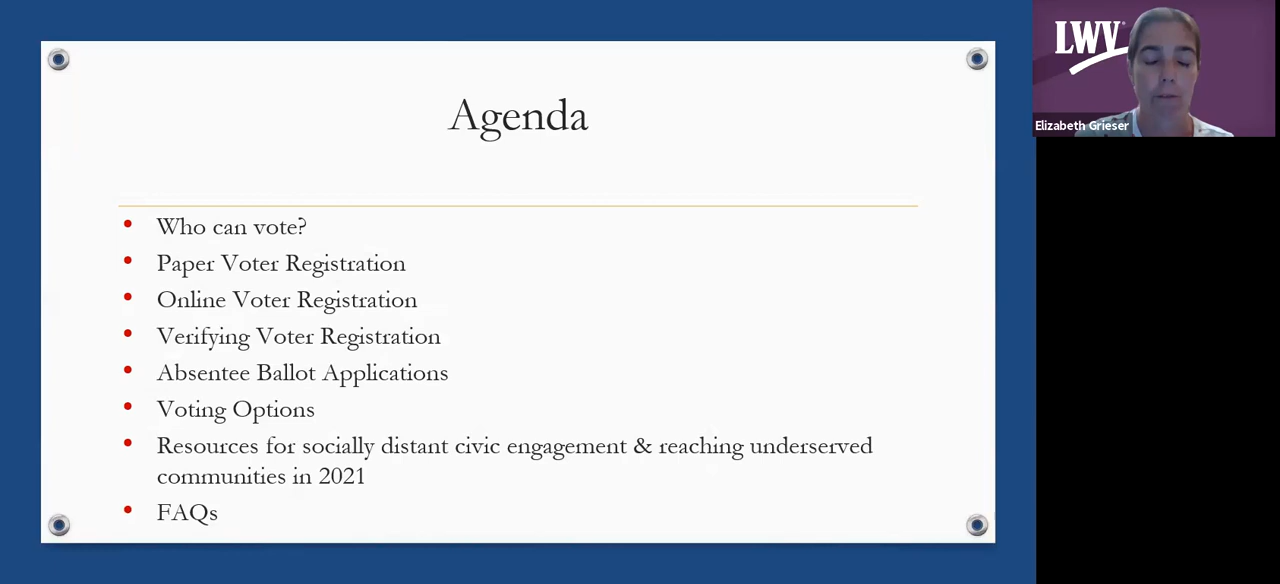 Agenda
Who can vote?
Paper Voter Registration
Online Voter Registration
Verifying Voter Registration
Absentee Ballot Applications
Voting Options
Resources for socially distant civic engagement & reaching underserved
communities in 2021
FAQs
LWV
Elizabeth Grieser